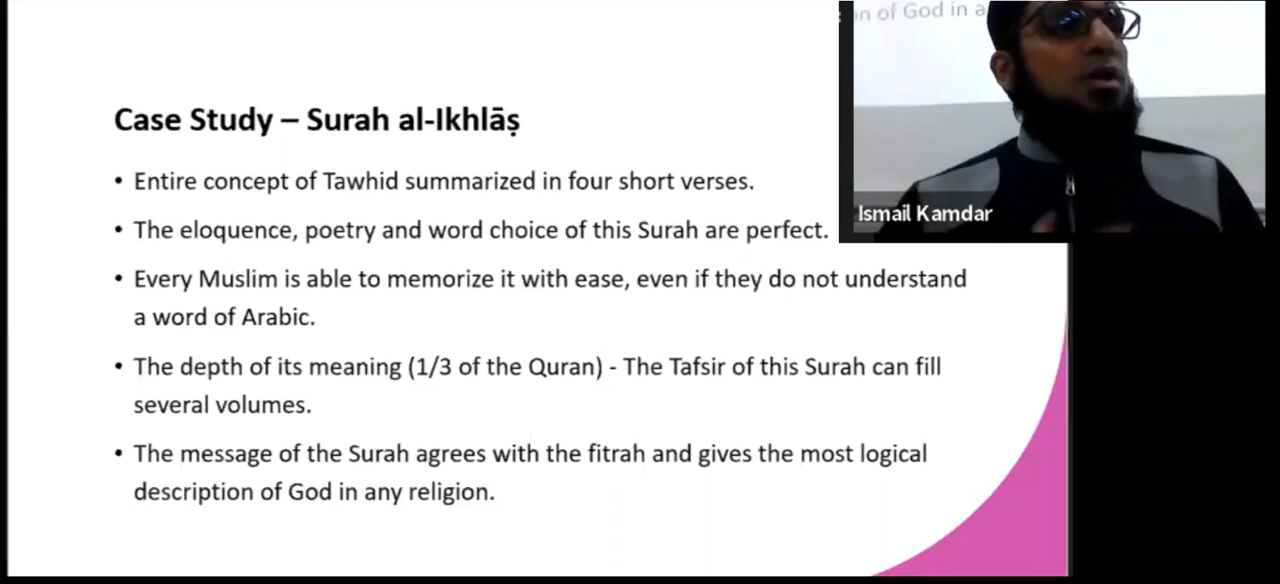 : on of God in a
Case Study – Surah al-Ikhlāṣ
• Entire concept of Tawhid summarized in four short verses.
• The eloquence, poetry and word choice of this Surah are perfect.
Ismail Kamdar
• Every Muslim is able to memorize it with ease, even if they do not understand
a word of Arabic.
• The depth of its meaning (1/3 of the Quran) - The Tafsir of this Surah can fill
several volumes.
• The message of the Surah agrees with the fitrah and gives the most logical
description of God in any religion.